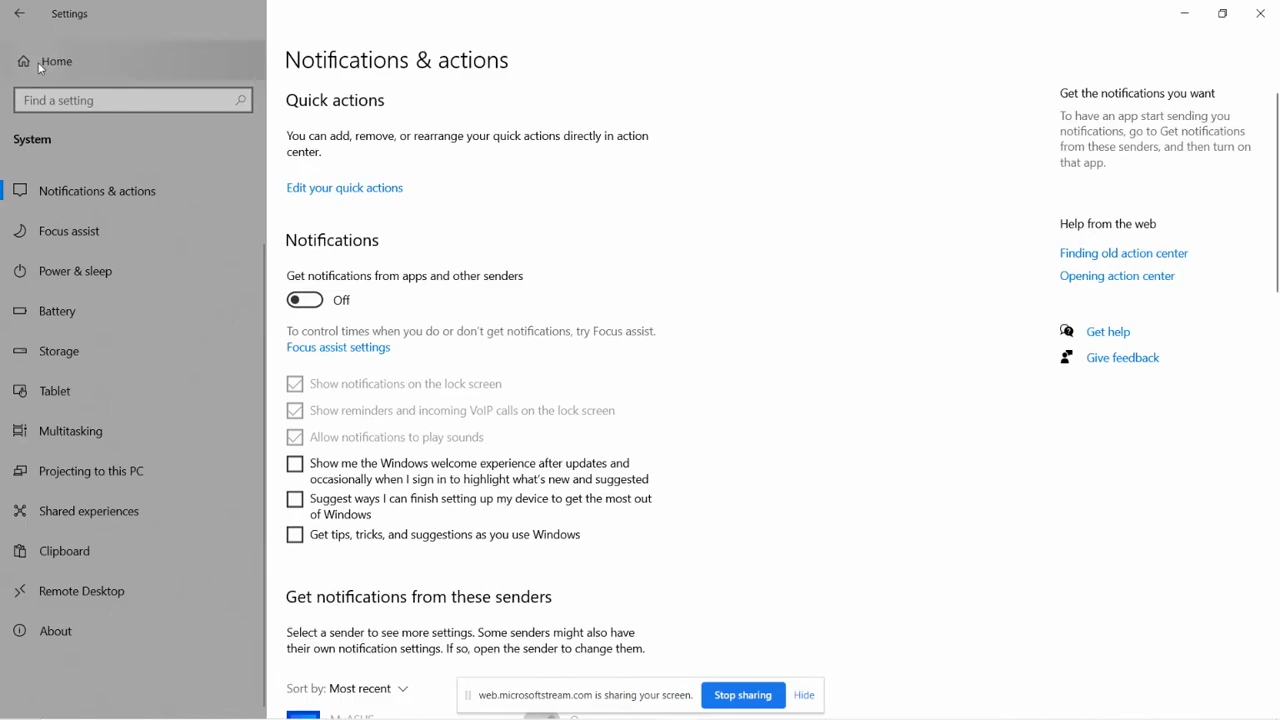 Settings
Home
Find a setting
System
Notifications & actions
Focus assist
Power & sleep
Battery
Storage
Tablet
Multitasking
Projecting to this PC
Shared experiences
Clipboard
Remote Desktop
About
Notifications & actions
Quick actions
You can add, remove, or rearrange your quick actions directly in action
center.
Edit your quick actions
Notifications
Get notifications from apps and other senders
Off
To control times when you do or don't get notifications, try Focus assist.
Focus assist settings
Show notifications on the lock screen
Show reminders and incoming VoIP calls on the lock screen
Allow notifications to play sounds
Show me the Windows welcome experience after updates and
occasionally when I sign in to highlight what's new and suggested
Suggest ways I can finish setting up my device to get the most out
of Windows
Get tips, tricks, and suggestions as you use Windows
Get notifications from these senders
Select a sender to see more settings. Some senders might also have
their own notification settings. If so, open the sender to change them.
Sort by: Most recent
MyASUS
web.microsoftstream.com is sharing your screen.
Stop sharing
Hide
Get the notifications you want
To have an app start sending you
notifications, go to Get notifications
from these senders, and then turn on
that app.
Help from the web
Finding old action center
Opening action center
Get help
Give feedback